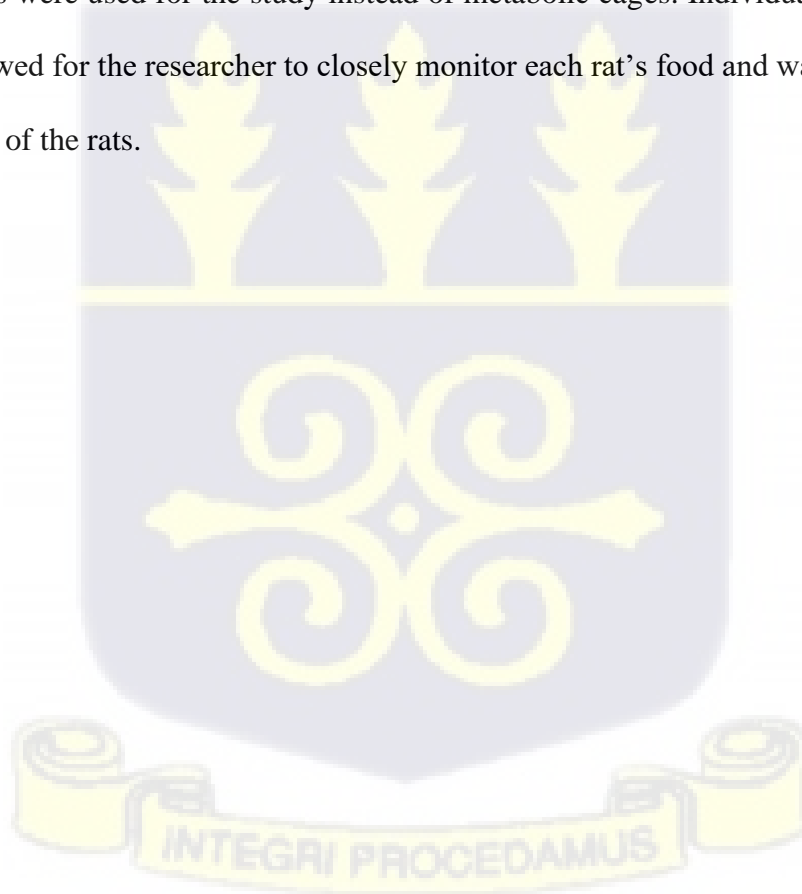 were used for the study instead of metabolic cages. Individua
wed for the researcher to closely monitor each rat's food and wa
of the rats.
INTEGRI PROCEDAMUS